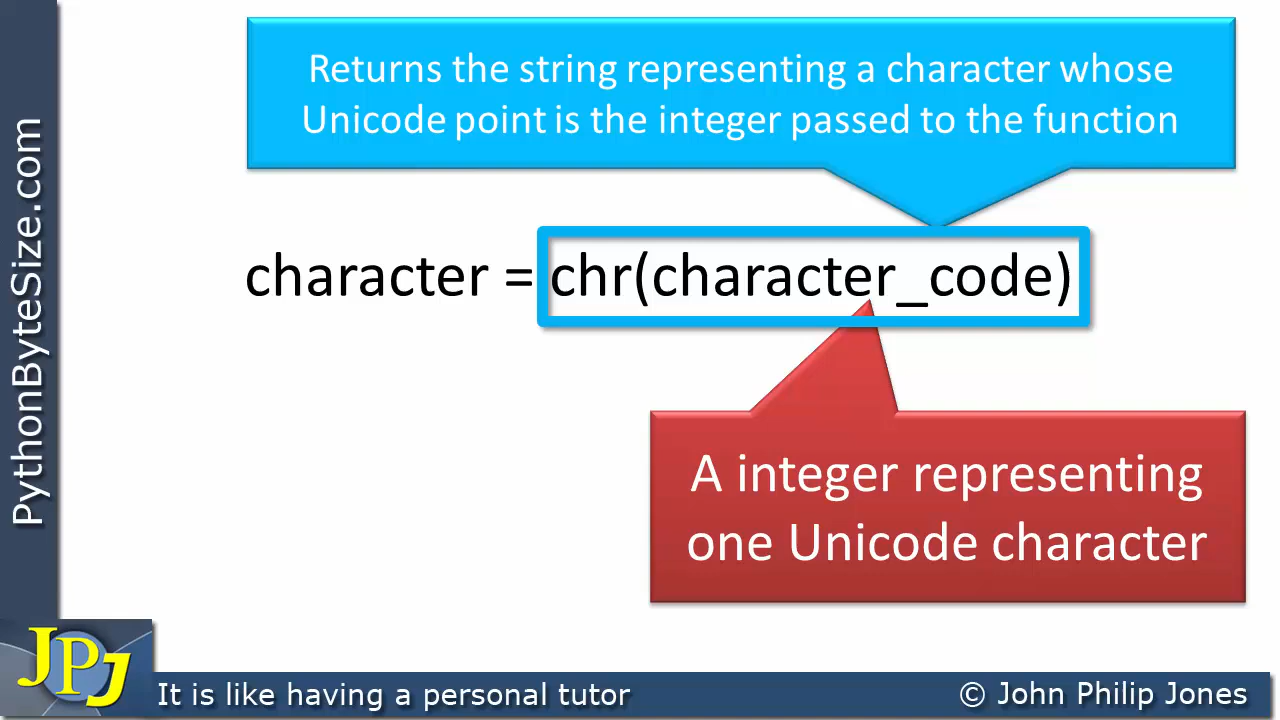 Returns the string representing a character whose
Unicode point is the integer passed to the function
character = chr(character_code)
A integer representing
one Unicode character
PythonByteSize.com
JPJ
It is like having a personal tutor
© John Philip Jones